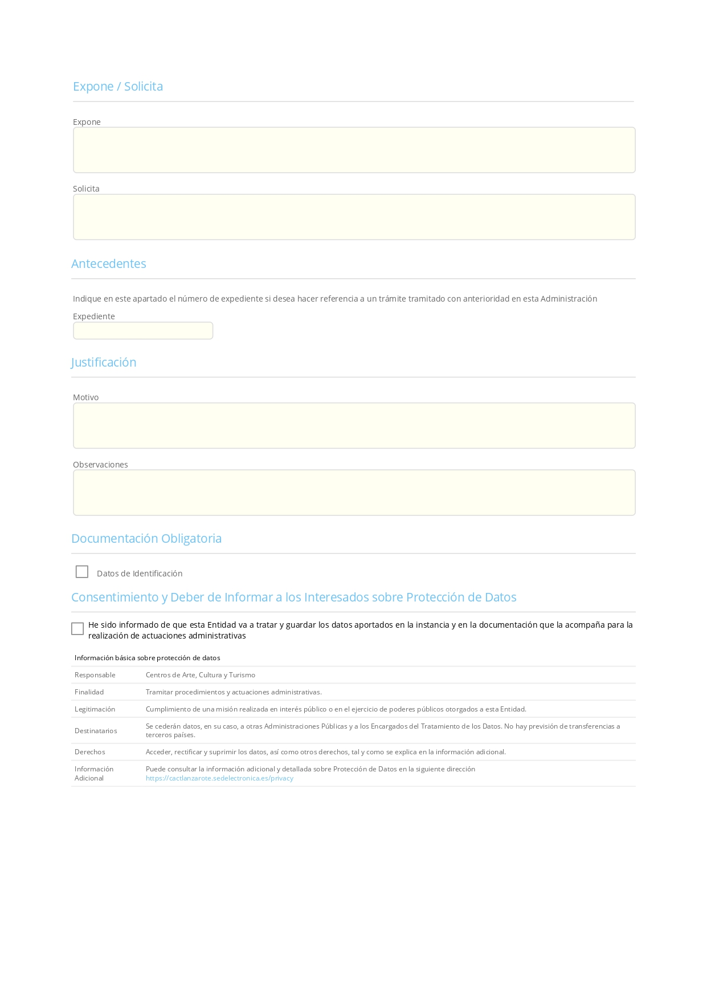 Expone / Solicita
Expone
Solicita
Antecedentes
Indique en este apartado el número de expediente si desea hacer referencia a un trámite tramitado con anterioridad en esta Administración
Expediente
Justificación
Motivo
Observaciones
Documentación Obligatoria
Datos de Identificación
Consentimiento y Deber de Informar a los Interesados sobre Protección de Datos
He sido informado de que esta Entidad va a tratar y guardar los datos aportados en la instancia y en la documentación que la acompaña para la
realización de actuaciones administrativas
Información básica sobre protección de datos
Responsable Centros de Arte, Cultura y Turismo
Finalidad Tramitar procedimientos y actuaciones administrativas.
Legitimación Cumplimiento de una misión realizada en interés público o en el ejercicio de poderes públicos otorgados a esta Entidad.
Destinatarios Se cederán datos, en su caso, a otras Administraciones Públicas y a los Encargados del Tratamiento de los Datos. No hay previsión de transferencias a
terceros países.
Derechos Acceder, rectificar y suprimir los datos, así como otros derechos, tal y como se explica en la información adicional.
Información Puede consultar la información adicional y detallada sobre Protección de Datos en la siguiente dirección
Adicional https://cactlanzarote.sedelectronica.es/privacy